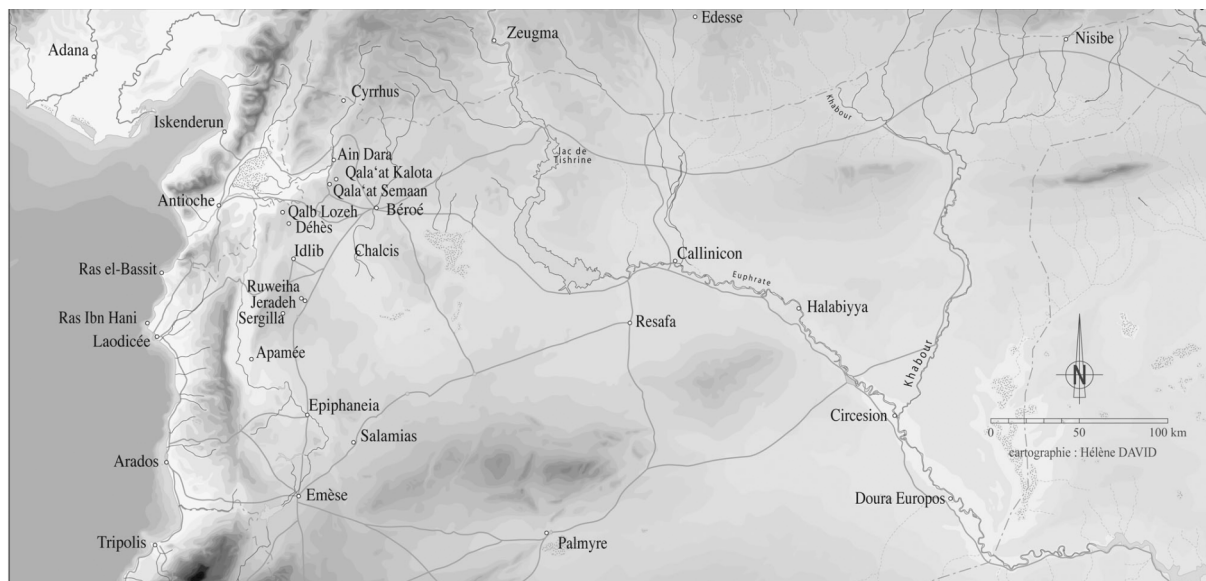 Edesse
Zeugma
Nisibe
Adana
Cyrrhus
Khabour
Iskenderun
Ain Dara
lac de
Tishrine
Qala‘at Kalota
Qala‘at Semaan
Antioche
Qalb Lozeh
Béroé
Déhès
Idlib
Chalcis
Callinicon
Ras el-Bassit
Euphrate
Ruweiha
Jeradeh
Halabiyya
Sergilla
Ras Ibn Hani
Resafa
Laodicée
Apamée
Khabour
N
Epiphaneia
Circesion
0 50 100 km
Salamias
cartographie : Hélène DAVID
Arados
Emèse
Doura Europos
Tripolis
Palmyre